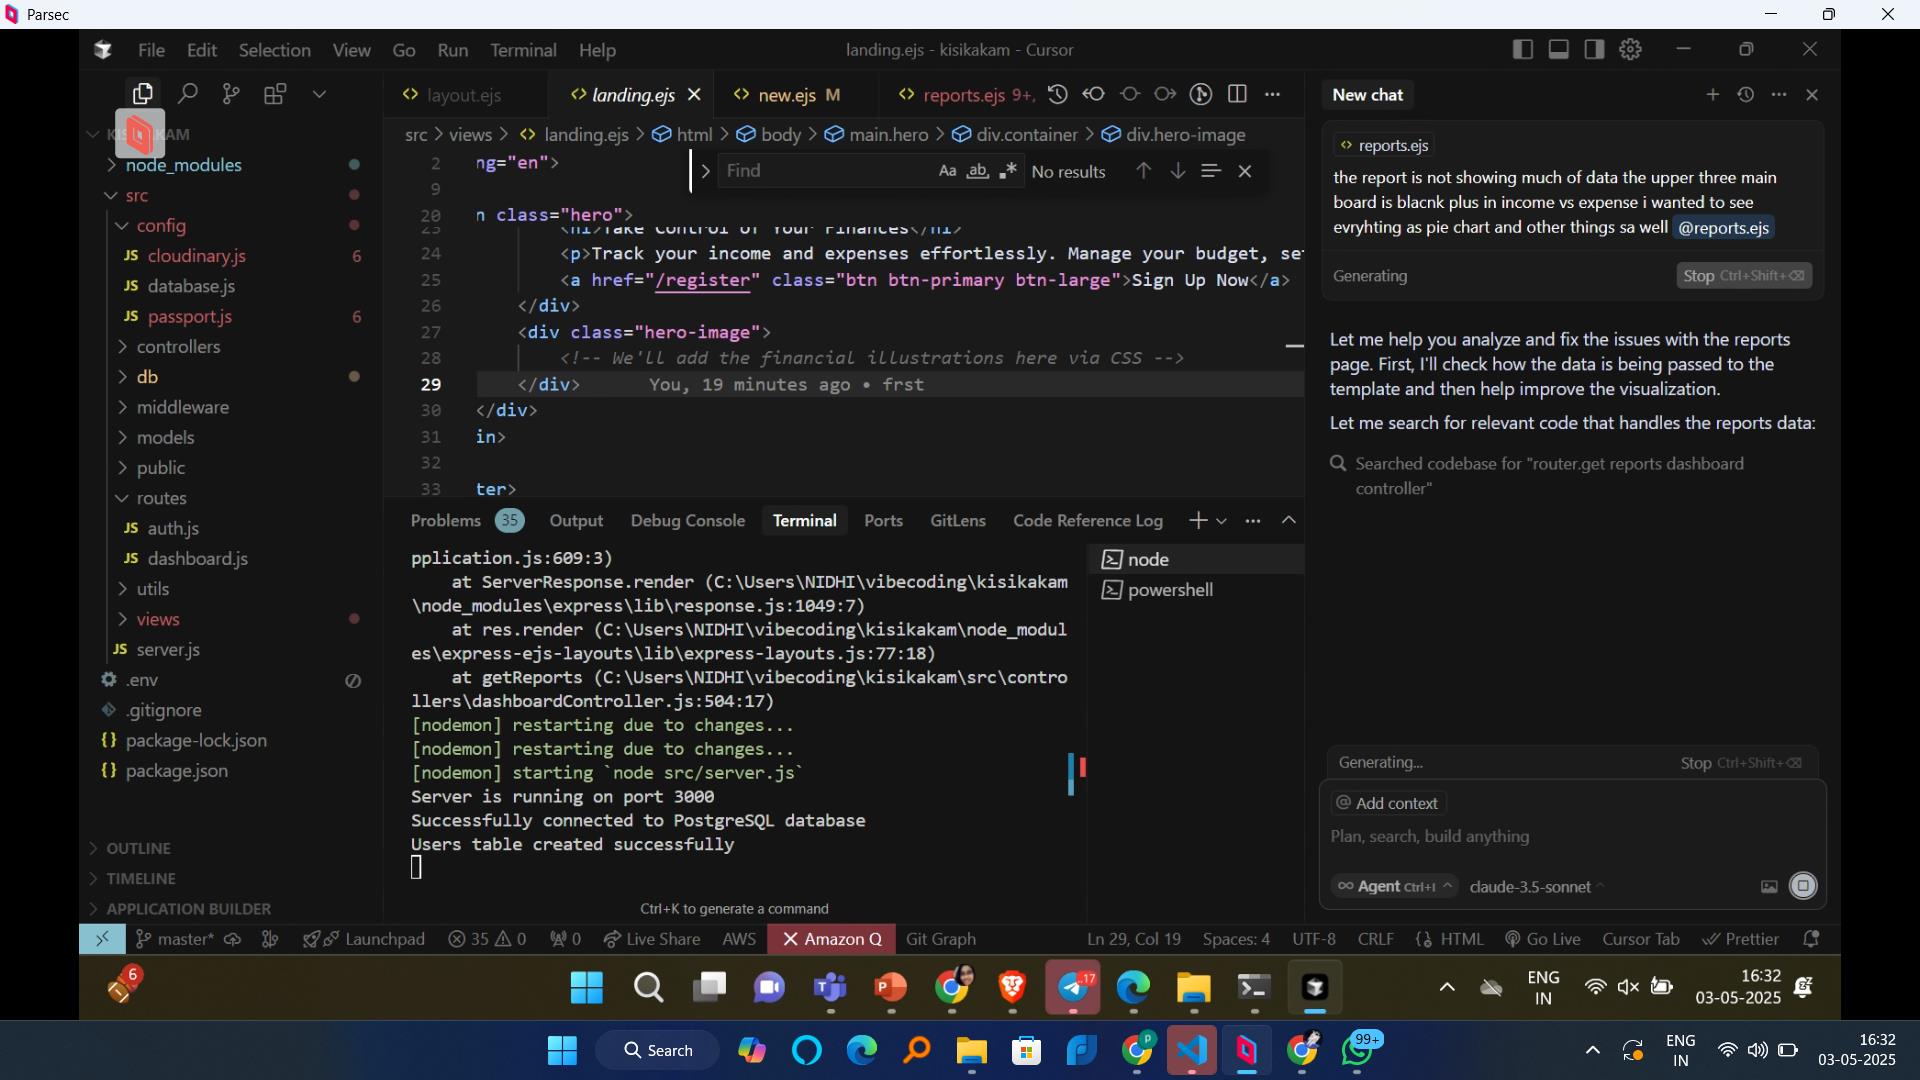 Parsec
File Edit Selection View Go Run Terminal Help
landing.ejs - kisikakam - Cursor
layout.ejs
landing.ejs
new.ejs M
reports.ejs 9+,
src > views > <> landing.ejs > html > body > main.hero > div.container > div.hero-image
Find
Aa ab .* No results
node_modules
src
config
JS cloudinary.js 6
JS database.js
JS passport.js 6
controllers
db
middleware
models
public
routes
JS auth.js
JS dashboard.js
utils
views
JS server.js
.env
.gitignore
{} package-lock.json
{} package.json
OUTLINE
TIMELINE
APPLICATION BUILDER
2 ng="en">
9
20 n class="hero">
23 <h1>Take Control of Your Finances</h1>
24 <p>Track your income and expenses effortlessly. Manage your budget, se
25 <a href="/register" class="btn btn-primary btn-large">Sign Up Now</a>
26 </div>
27 <div class="hero-image">
28 <!-- We'll add the financial illustrations here via CSS -->
29 </div> You, 19 minutes ago • frst
30 </div>
31 in>
32
33 ter>
Problems 35 Output Debug Console Terminal Ports GitLens Code Reference Log
pplication.js:609:3)
at ServerResponse.render (C:\Users\NIDHI\vibecoding\kisikakam
\node_modules\express\lib\response.js:1049:7)
at res.render (C:\Users\NIDHI\vibecoding\kisikakam\node_modul
es\express-ejs-layouts\lib\express-layouts.js:77:18)
at getReports (C:\Users\NIDHI\vibecoding\kisikakam\src\contro
llers\dashboardController.js:504:17)
[nodemon] restarting due to changes...
[nodemon] restarting due to changes...
[nodemon] starting `node src/server.js`
Server is running on port 3000
Successfully connected to PostgreSQL database
Users table created successfully
Ctrl+K to generate a command
node
powershell
New chat
<> reports.ejs
the report is not showing much of data the upper three main
board is blacnk plus in income vs expense i wanted to see
evryhting as pie chart and other things sa well @reports.ejs
Generating
Stop Ctrl+Shift+⌫
Let me help you analyze and fix the issues with the reports
page. First, I'll check how the data is being passed to the
template and then help improve the visualization.
Let me search for relevant code that handles the reports data:
Searched codebase for "router.get reports dashboard
controller"
Generating...
Stop Ctrl+Shift+⌫
@ Add context
Plan, search, build anything
∞ Agent Ctrl+I
claude-3.5-sonnet
master* Launchpad 35 0 0 Live Share AWS Amazon Q Git Graph
Ln 29, Col 19 Spaces: 4 UTF-8 CRLF {} HTML Go Live Cursor Tab Prettier
6
17
ENG
IN
16:32
03-05-2025
Search
P
99+
ENG
IN
16:32
03-05-2025